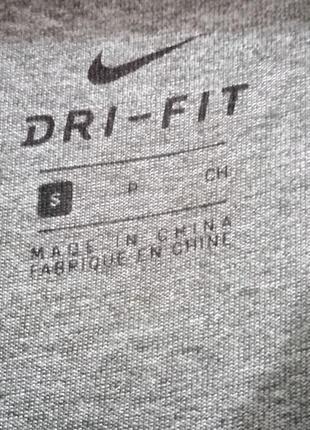 DRI-FIT
S P CH
MADE IN CHINA
FABRIQUE EN CHINE